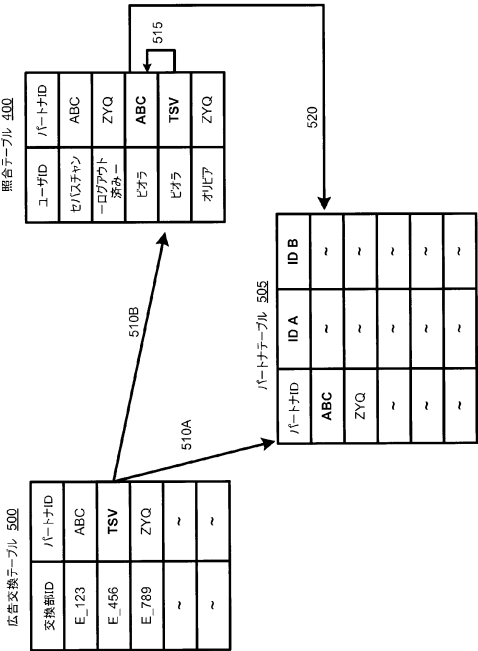 広告交換テーブル 500
交換部ID パートナID
E_123 ABC
E_456 TSV
E_789 ZYQ
~ ~
~ ~
510A
510B
照合テーブル 400
ユーザID パートナID
セバスチャン ABC
ーログアウト
済みー ZYQ
ビオラ ABC
ビオラ TSV
オリビア ZYQ
515
520
パートナテーブル 505
パートナID ID A ID B
ABC ~ ~
ZYQ ~ ~
~ ~ ~
~ ~ ~
~ ~ ~